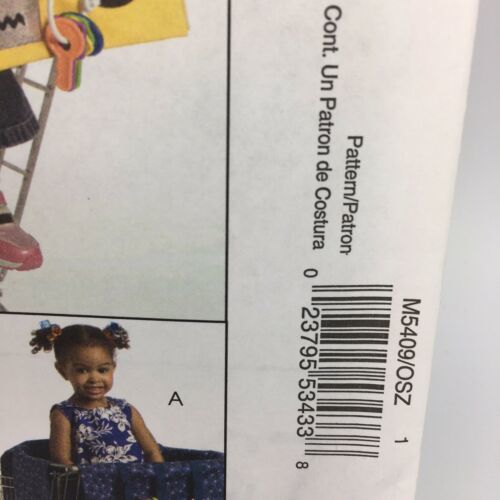 Pattern/Patron
Cont. Un Patron de Costura
M5409/OSZ 1
0 23795 53433 8
A